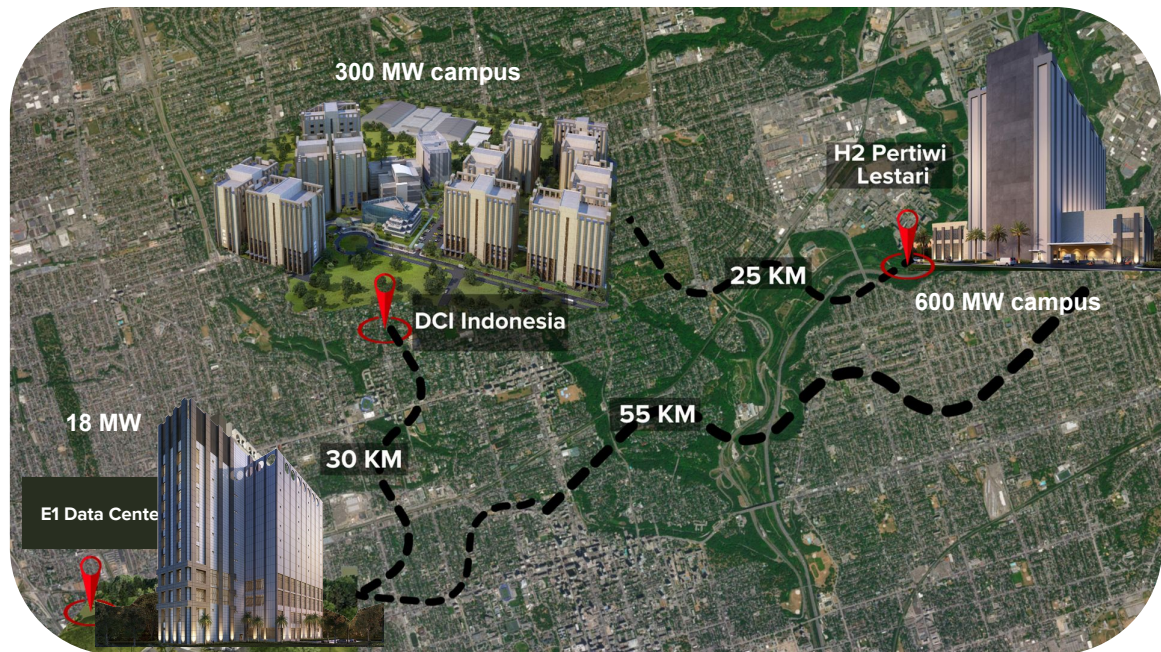 300 MW campus
H2 Pertiwi
Lestari
25 KM
600 MW campus
DCI Indonesia
55 KM
18 MW
30 KM
E1 Data Cente